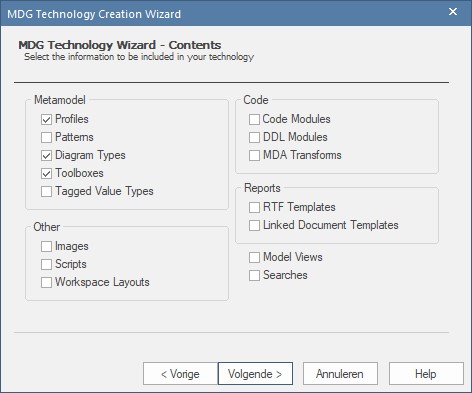 MDG Technology Creation Wizard
MDG Technology Wizard - Contents
Select the information to be included in your technology
Metamodel
Profiles
Patterns
Diagram Types
Toolboxes
Tagged Value Types
Other
Images
Scripts
Workspace Layouts
Code
Code Modules
DDL Modules
MDA Transforms
Reports
RTF Templates
Linked Document Templates
Model Views
Searches
< Vorige
Volgende >
Annuleren
Help